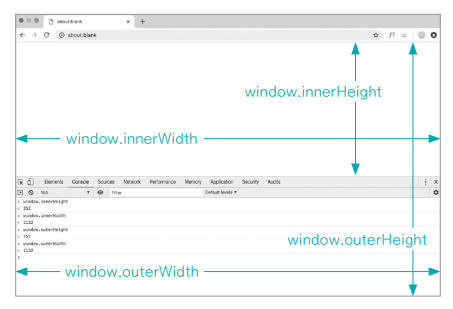 about:blank
about:blank
window.innerHeight
window.innerWidth
Elements Console Sources Network Performance Memory Application Security Audits
top Filter Default levels ▼
> window.innerHeight
< 352
> window.innerWidth
< 1132
> window.outerHeight
< 757
> window.outerWidth
< 1132
>
window.outerHeight
window.outerWidth